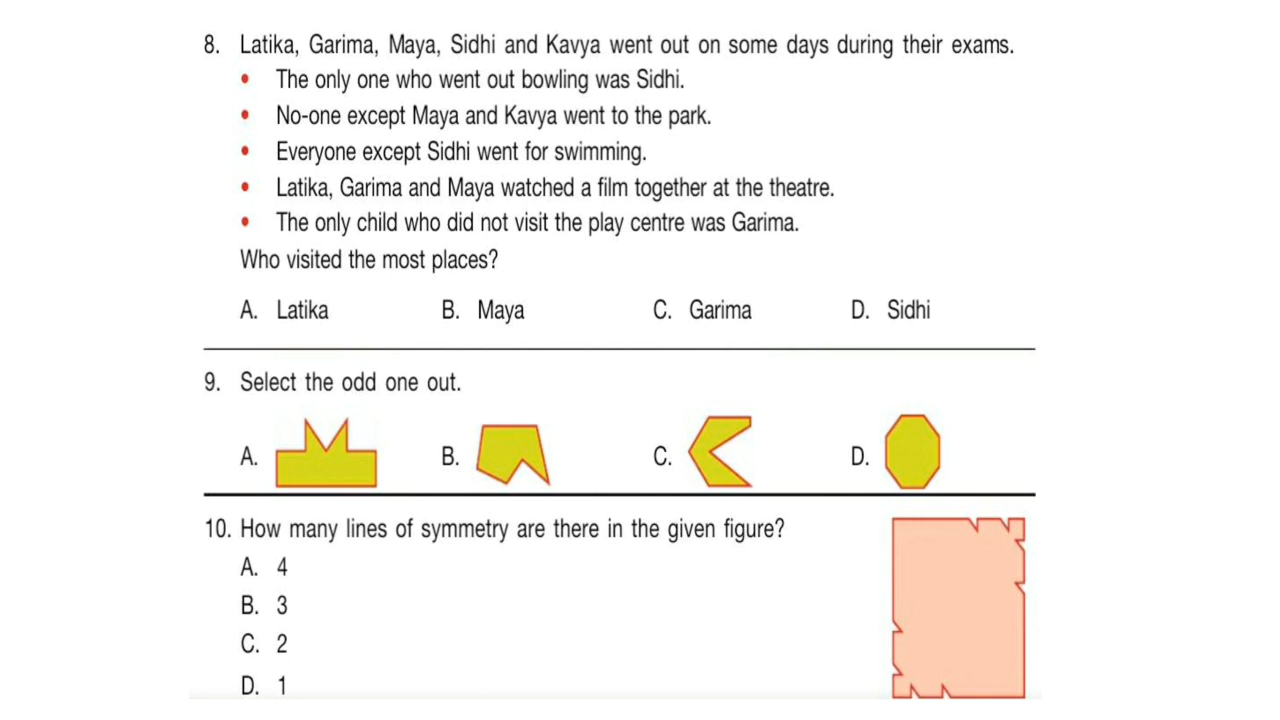 8. Latika, Garima, Maya, Sidhi and Kavya went out on some days during their exams.
• The only one who went out bowling was Sidhi.
• No-one except Maya and Kavya went to the park.
• Everyone except Sidhi went for swimming.
• Latika, Garima and Maya watched a film together at the theatre.
• The only child who did not visit the play centre was Garima.
Who visited the most places?
A. Latika B. Maya C. Garima D. Sidhi
9. Select the odd one out.
A. B. C. D.
10. How many lines of symmetry are there in the given figure?
A. 4
B. 3
C. 2
D. 1